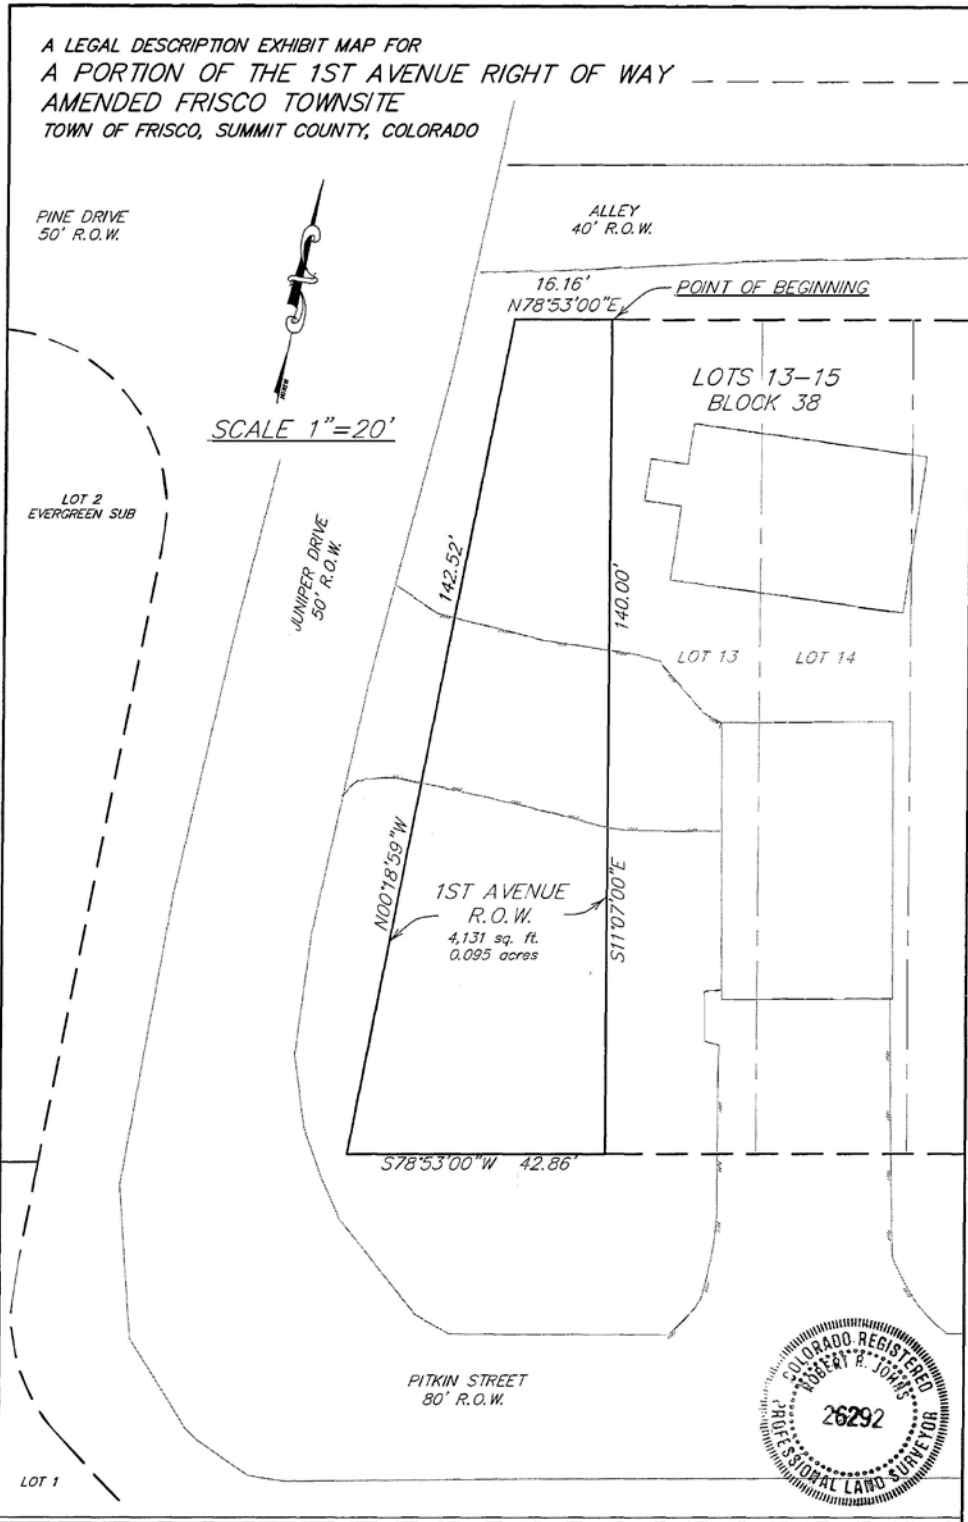 A LEGAL DESCRIPTION EXHIBIT MAP FOR
A PORTION OF THE 1ST AVENUE RIGHT OF WAY
AMENDED FRISCO TOWNSITE
TOWN OF FRISCO, SUMMIT COUNTY, COLORADO
PINE DRIVE
50' R.O.W.
ALLEY
40' R.O.W.
16.16'
N78°53'00"E
POINT OF BEGINNING
LOTS 13-15
BLOCK 38
SCALE 1"=20'
LOT 2
EVERGREEN SUB
JUNIPER DRIVE
50' R.O.W.
142.52'
140.00'
LOT 13
LOT 14
N00°18'59"W
1ST AVENUE
R.O.W.
4,131 sq. ft.
0.095 acres
S11°07'00"E
S78°53'00"W 42.86'
PITKIN STREET
80' R.O.W.
LOT 1
COLORADO REGISTERED
ROBERT R. JOHNS
26292
PROFESSIONAL LAND SURVEYOR